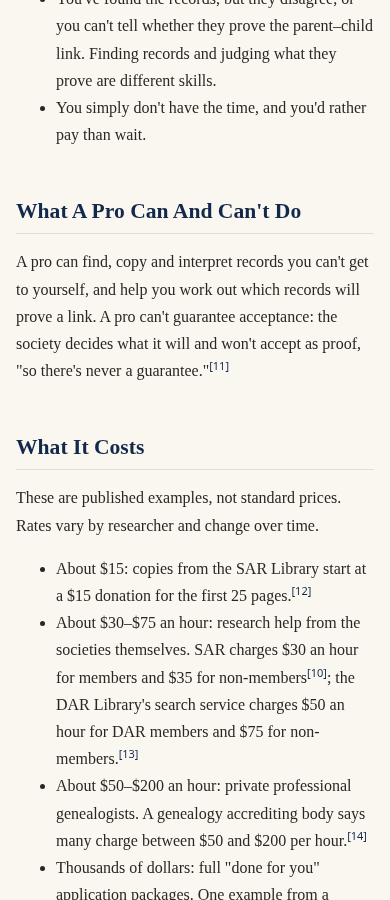 You've found the records, but they disagree, or
you can't tell whether they prove the parent–child
link. Finding records and judging what they
prove are different skills.
You simply don't have the time, and you'd rather
pay than wait.
What A Pro Can And Can't Do
A pro can find, copy and interpret records you can't get
to yourself, and help you work out which records will
prove a link. A pro can't guarantee acceptance: the
society decides what it will and won't accept as proof,
"so there's never a guarantee."[11]
What It Costs
These are published examples, not standard prices.
Rates vary by researcher and change over time.
About $15: copies from the SAR Library start at
a $15 donation for the first 25 pages.[12]
About $30–$75 an hour: research help from the
societies themselves. SAR charges $30 an hour
for members and $35 for non-members[10]; the
DAR Library's search service charges $50 an
hour for DAR members and $75 for non-
members.[13]
About $50–$200 an hour: private professional
genealogists. A genealogy accrediting body says
many charge between $50 and $200 per hour.[14]
Thousands of dollars: full "done for you"
application packages. One example from a